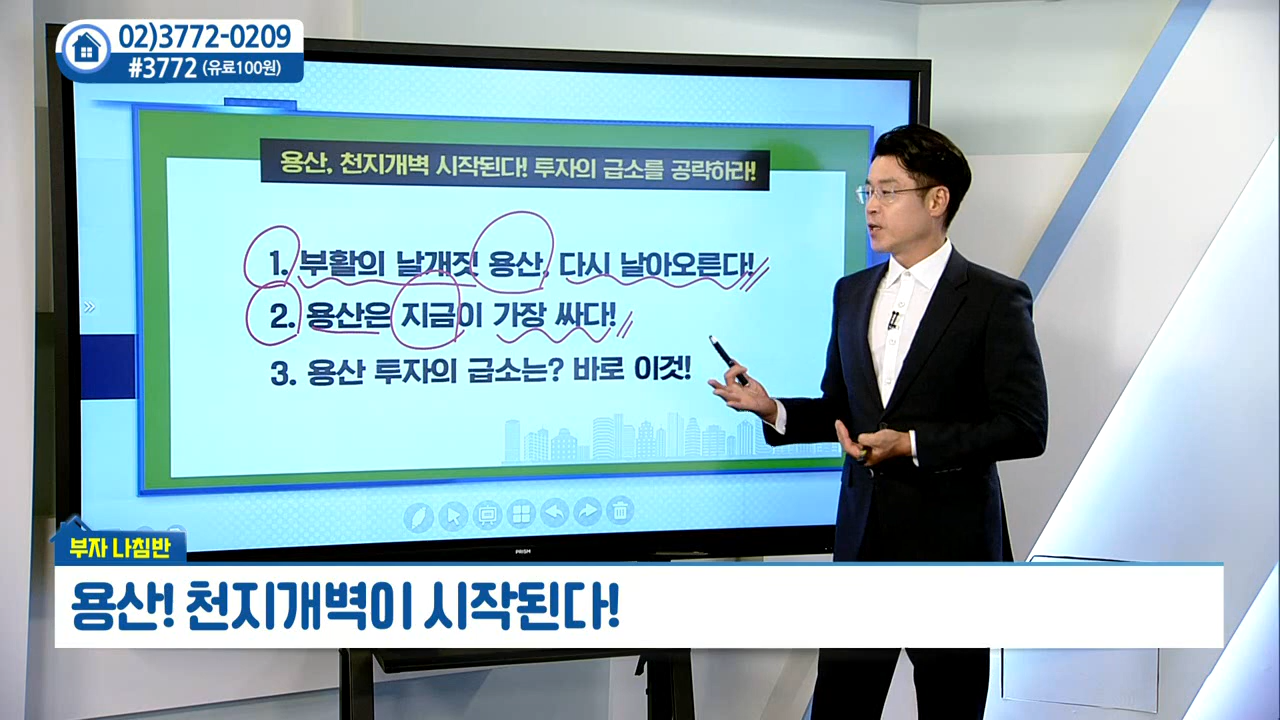 02)3772-0209
#3772 (유료100원)
용산, 천지개벽 시작된다! 투자의 급소를 공략하라!
1. 부활의 날개짓 용산, 다시 날아오른다!
2. 용산은 지금이 가장 싸다!
3. 용산 투자의 급소는? 바로 이것!
PRISM
부자 나침반
용산! 천지개벽이 시작된다!